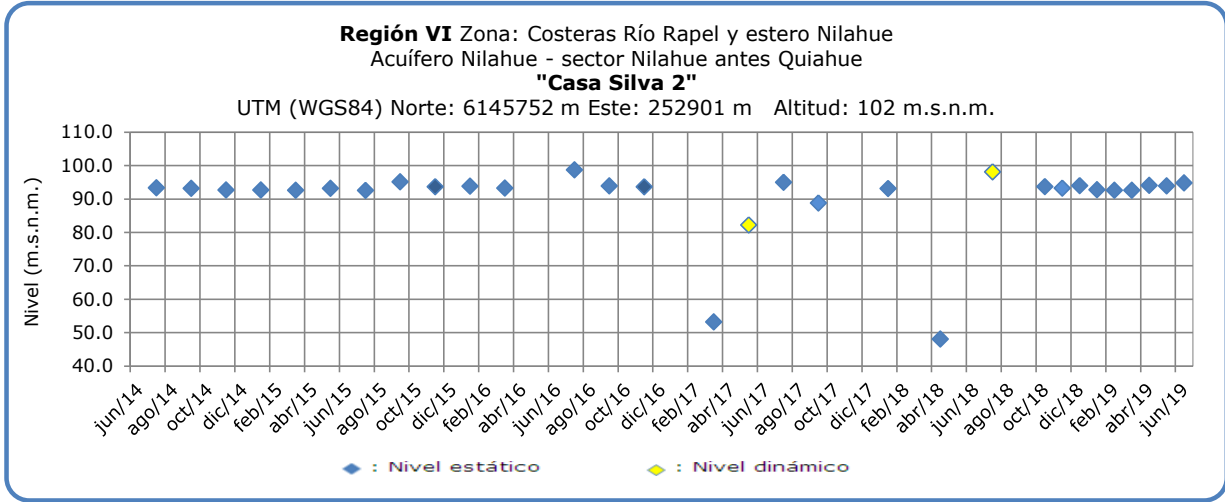 Región VI Zona: Costeras Río Rapel y estero Nilahue
Acuífero Nilahue - sector Nilahue antes Quiahue
"Casa Silva 2"
UTM (WGS84) Norte: 6145752 m Este: 252901 m Altitud: 102 m.s.n.m.
Nivel (m.s.n.m.)
110.0
100.0
90.0
80.0
70.0
60.0
50.0
40.0
jun/14
ago/14
oct/14
dic/14
feb/15
abr/15
jun/15
ago/15
oct/15
dic/15
feb/16
abr/16
jun/16
ago/16
oct/16
dic/16
feb/17
abr/17
jun/17
ago/17
oct/17
dic/17
feb/18
abr/18
jun/18
ago/18
oct/18
dic/18
feb/19
abr/19
jun/19
: Nivel estático
: Nivel dinámico